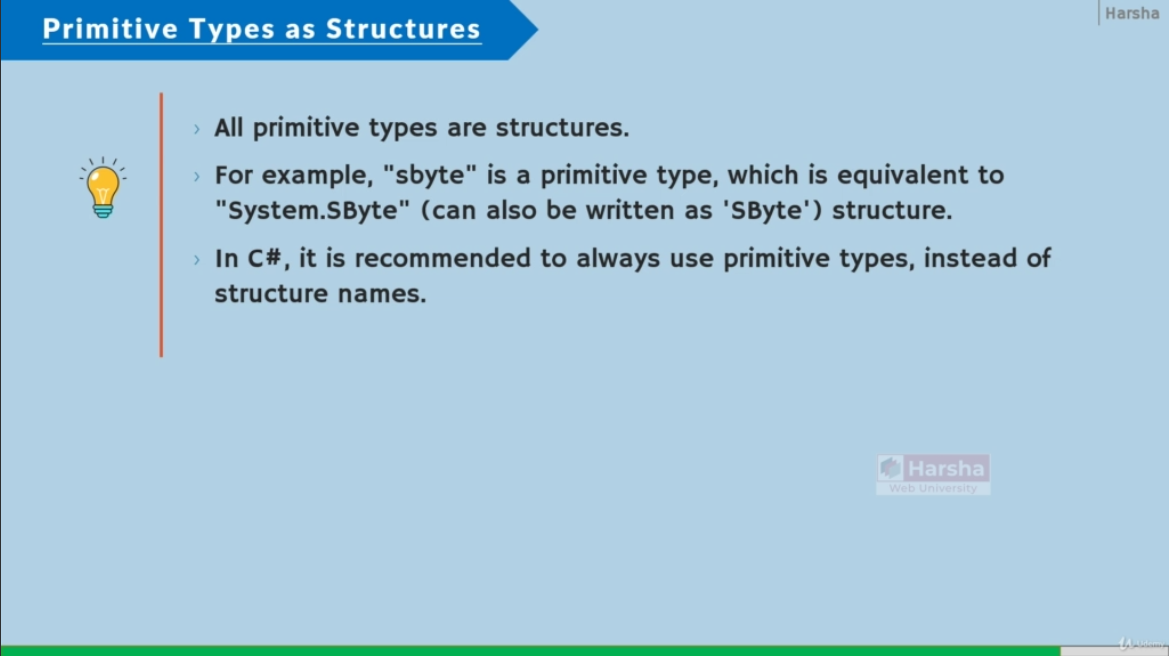 Primitive Types as Structures
Harsha
› All primitive types are structures.
› For example, "sbyte" is a primitive type, which is equivalent to
"System.SByte" (can also be written as 'SByte') structure.
› In C#, it is recommended to always use primitive types, instead of
structure names.
Harsha
Web University
Udemy